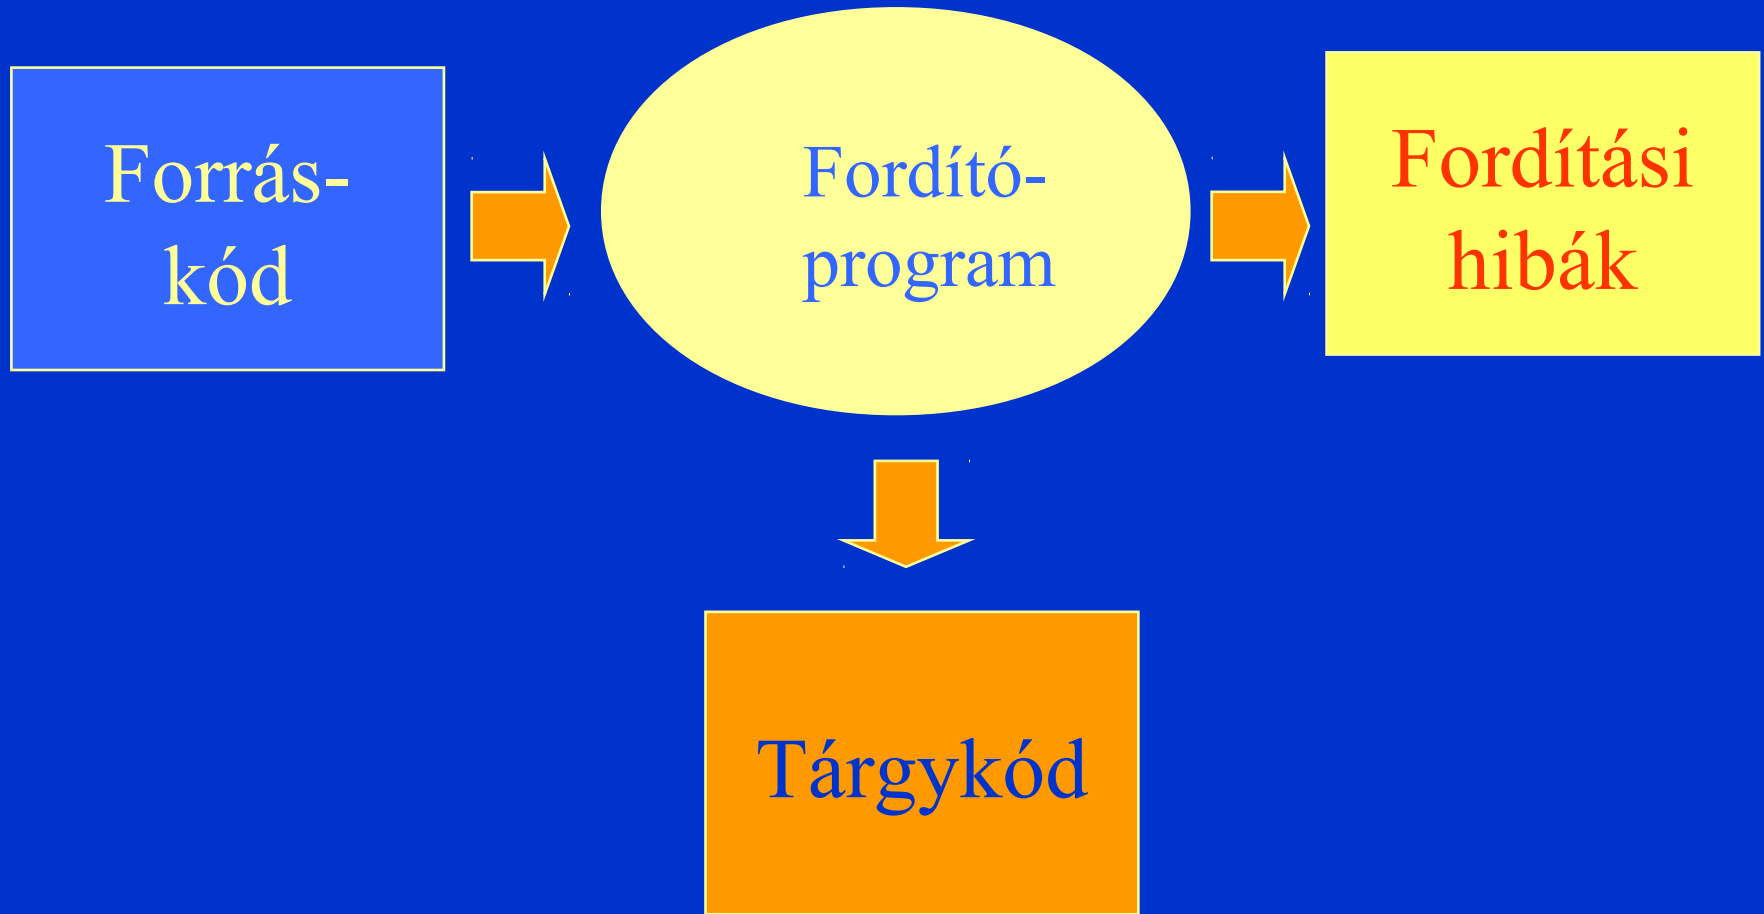 Forrás-
kód
Fordító-
program
Fordítási
hibák
Tárgykód